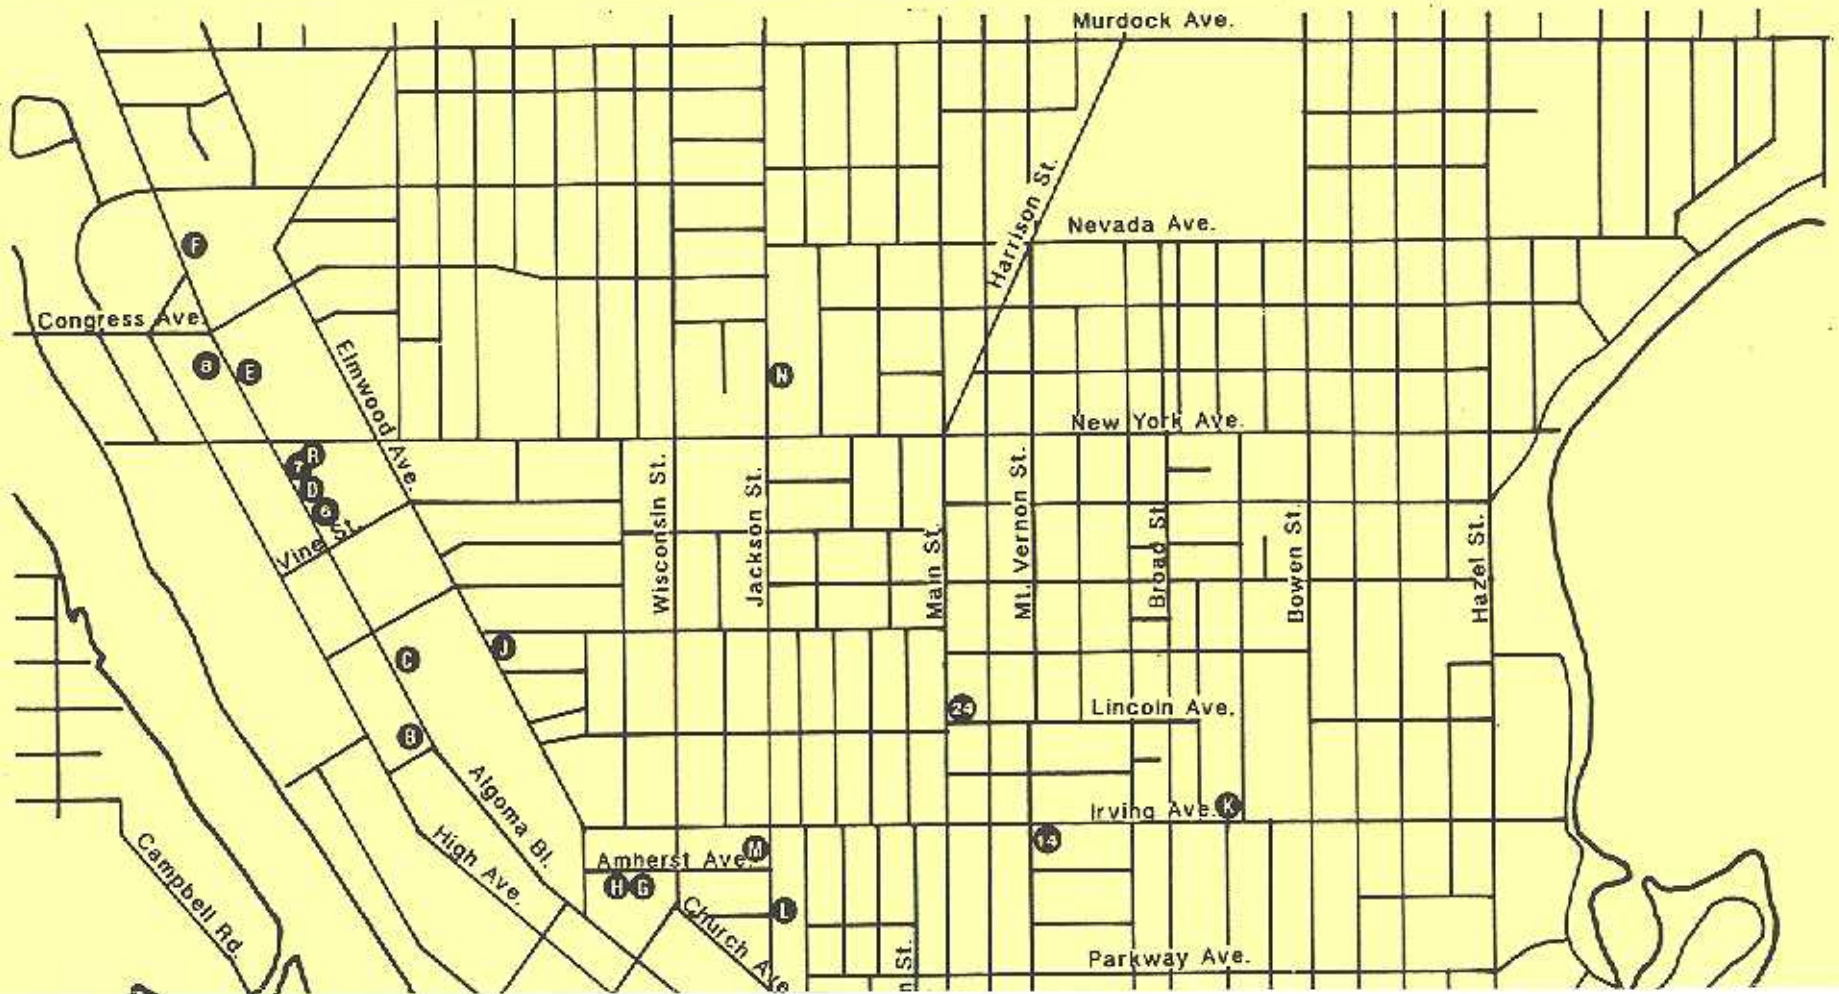 Murdock Ave.
Harrison St.
Nevada Ave.
F
Congress Ave.
8
E
Elmwood Ave.
N
New York Ave.
R
7
D
6
Vine St.
Wisconsin St.
Jackson St.
Main St.
Mt. Vernon St.
Broad St.
Bowen St.
Hazel St.
C
J
B
24
Lincoln Ave.
Algoma Bl.
High Ave.
Campbell Rd.
Irving Ave.
K
14
Amherst Ave.
M
H
G
L
Church Ave
Parkway Ave.
n St.